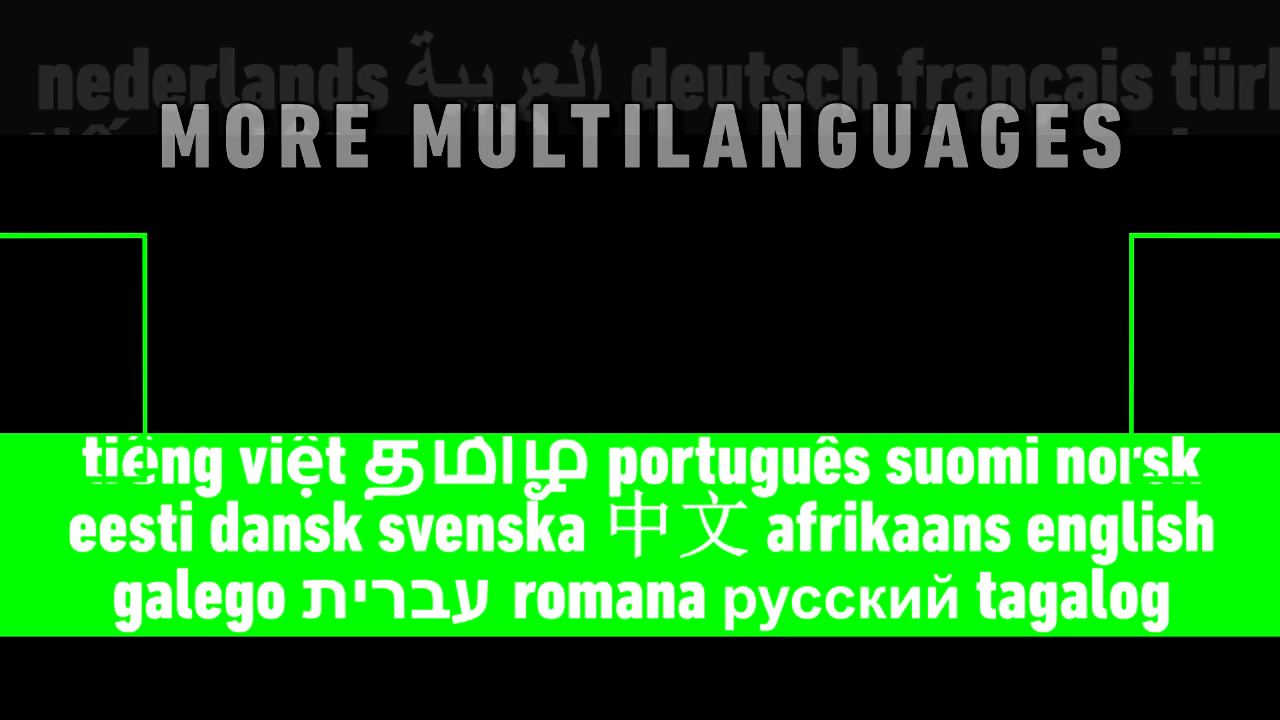 nederlands العربية deutsch français
MORE MULTILANGUAGES
tiếng việt தமிழ் português suomi norsk
eesti dansk svenska 中文 afrikaans english
galego עברית romana русский tagalog